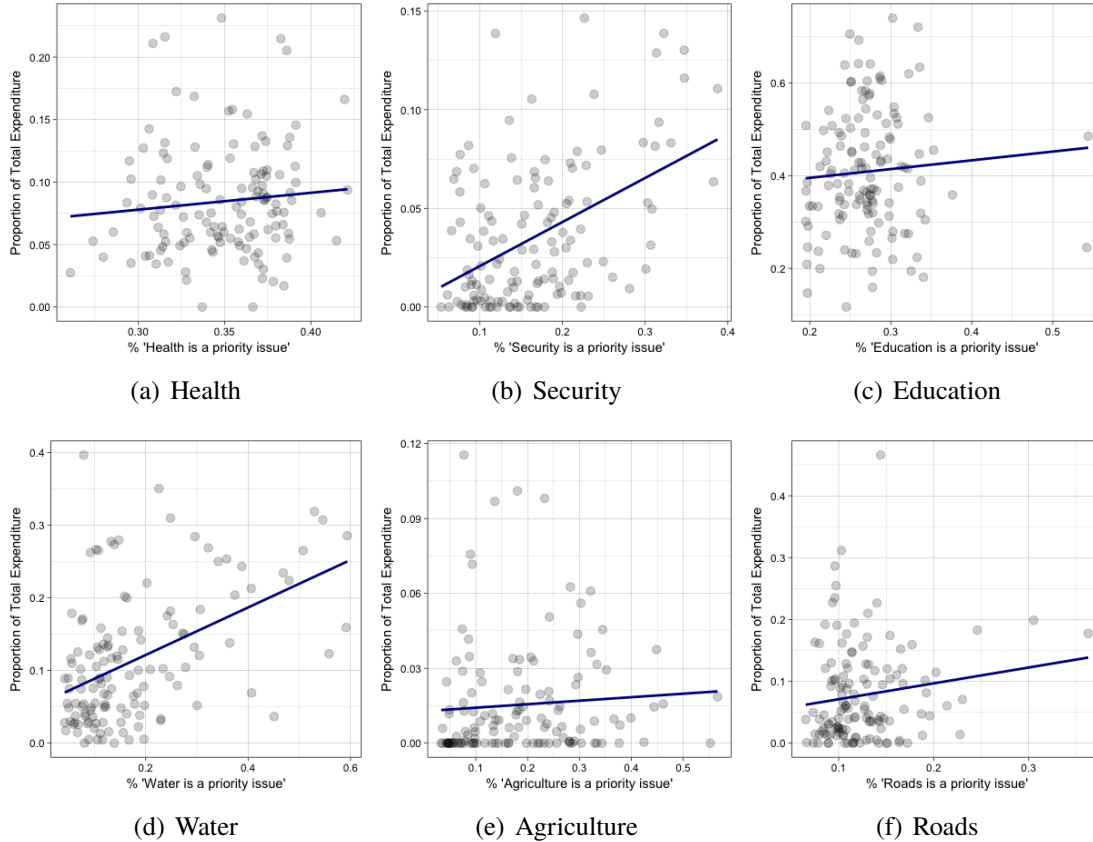 Proportion of Total Expenditure
0.20
0.15
0.10
0.05
0.00
0.30 0.35 0.40
% 'Health is a priority issue'
(a) Health
Proportion of Total Expenditure
0.15
0.10
0.05
0.00
0.1 0.2 0.3 0.4
% 'Security is a priority issue'
(b) Security
Proportion of Total Expenditure
0.6
0.4
0.2
0.2 0.3 0.4 0.5
% 'Education is a priority issue'
(c) Education
Proportion of Total Expenditure
0.4
0.3
0.2
0.1
0.0
0.2 0.4 0.6
% 'Water is a priority issue'
(d) Water
Proportion of Total Expenditure
0.12
0.09
0.06
0.03
0.00
0.1 0.2 0.3 0.4 0.5
% 'Agriculture is a priority issue'
(e) Agriculture
Proportion of Total Expenditure
0.4
0.3
0.2
0.1
0.0
0.1 0.2 0.3
% 'Roads is a priority issue'
(f) Roads